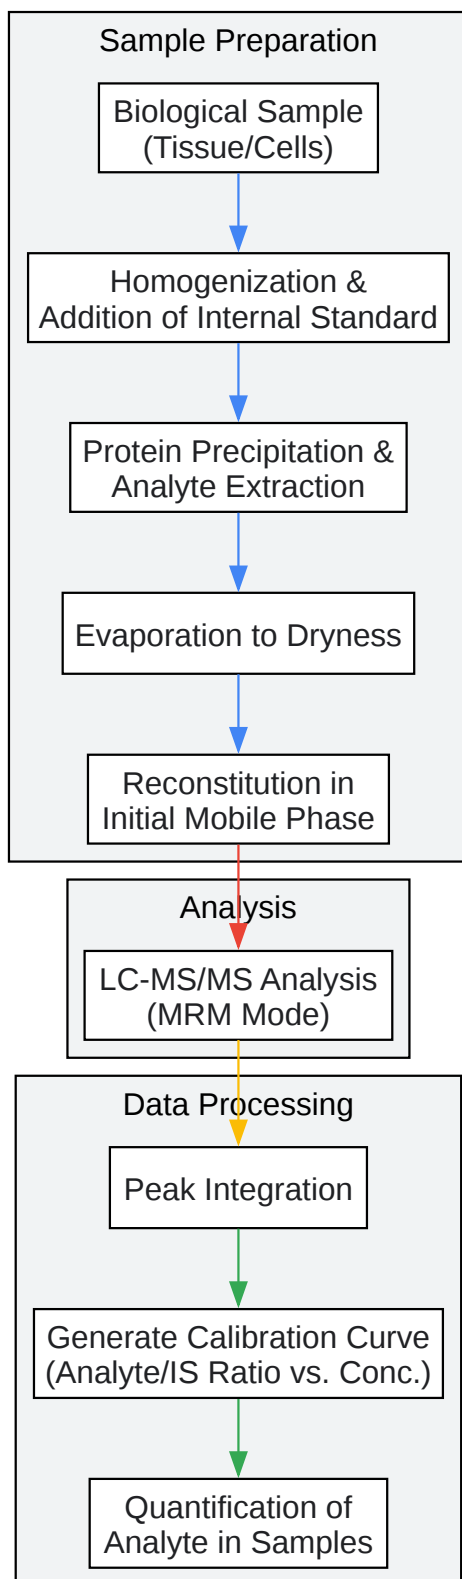 Sample Preparation
Biological Sample
(Tissue/Cells)
Homogenization &
Addition of Internal Standard
Protein Precipitation &
Analyte Extraction
Evaporation to Dryness
Reconstitution in
Initial Mobile Phase
Analysis
LC-MS/MS Analysis
(MRM Mode)
Data Processing
Peak Integration
Generate Calibration Curve
(Analyte/IS Ratio vs. Conc.)
Quantification of
Analyte in Samples